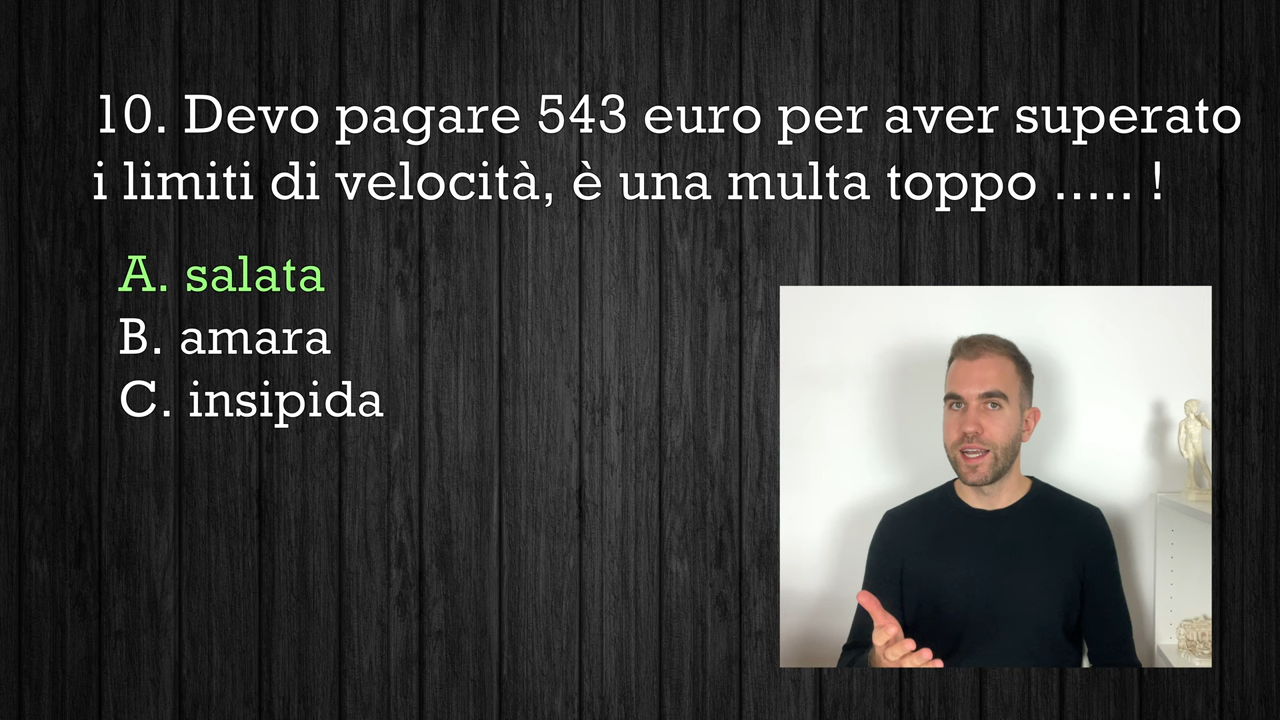 10. Devo pagare 543 euro per aver superato
i limiti di velocità, è una multa toppo ..... !
A. salata
B. amara
C. insipida